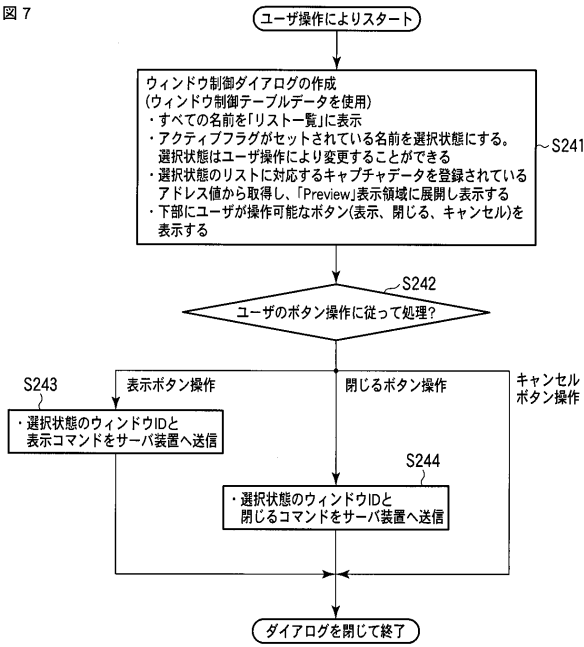 図7
ユーザ操作によりスタート
ウィンドウ制御ダイアログの作成
(ウィンドウ制御テーブルデータを使用)
・すべての名前を「リスト一覧」に表示
・アクティブフラグがセットされている名前を選択状態にする。
選択状態はユーザ操作により変更することができる
・選択状態のリストに対応するキャプチャデータを登録されている
アドレス値から取得し、「Preview」表示領域に展開し表示する
・下部にユーザが操作可能なボタン(表示、閉じる、キャンセル)を
表示する
S241
S242
ユーザのボタン操作に従って処理?
S243
表示ボタン操作
閉じるボタン操作
キャンセル
ボタン操作
・選択状態のウィンドウIDと
表示コマンドをサーバ装置へ送信
S244
・選択状態のウィンドウIDと
閉じるコマンドをサーバ装置へ送信
ダイアログを閉じて終了